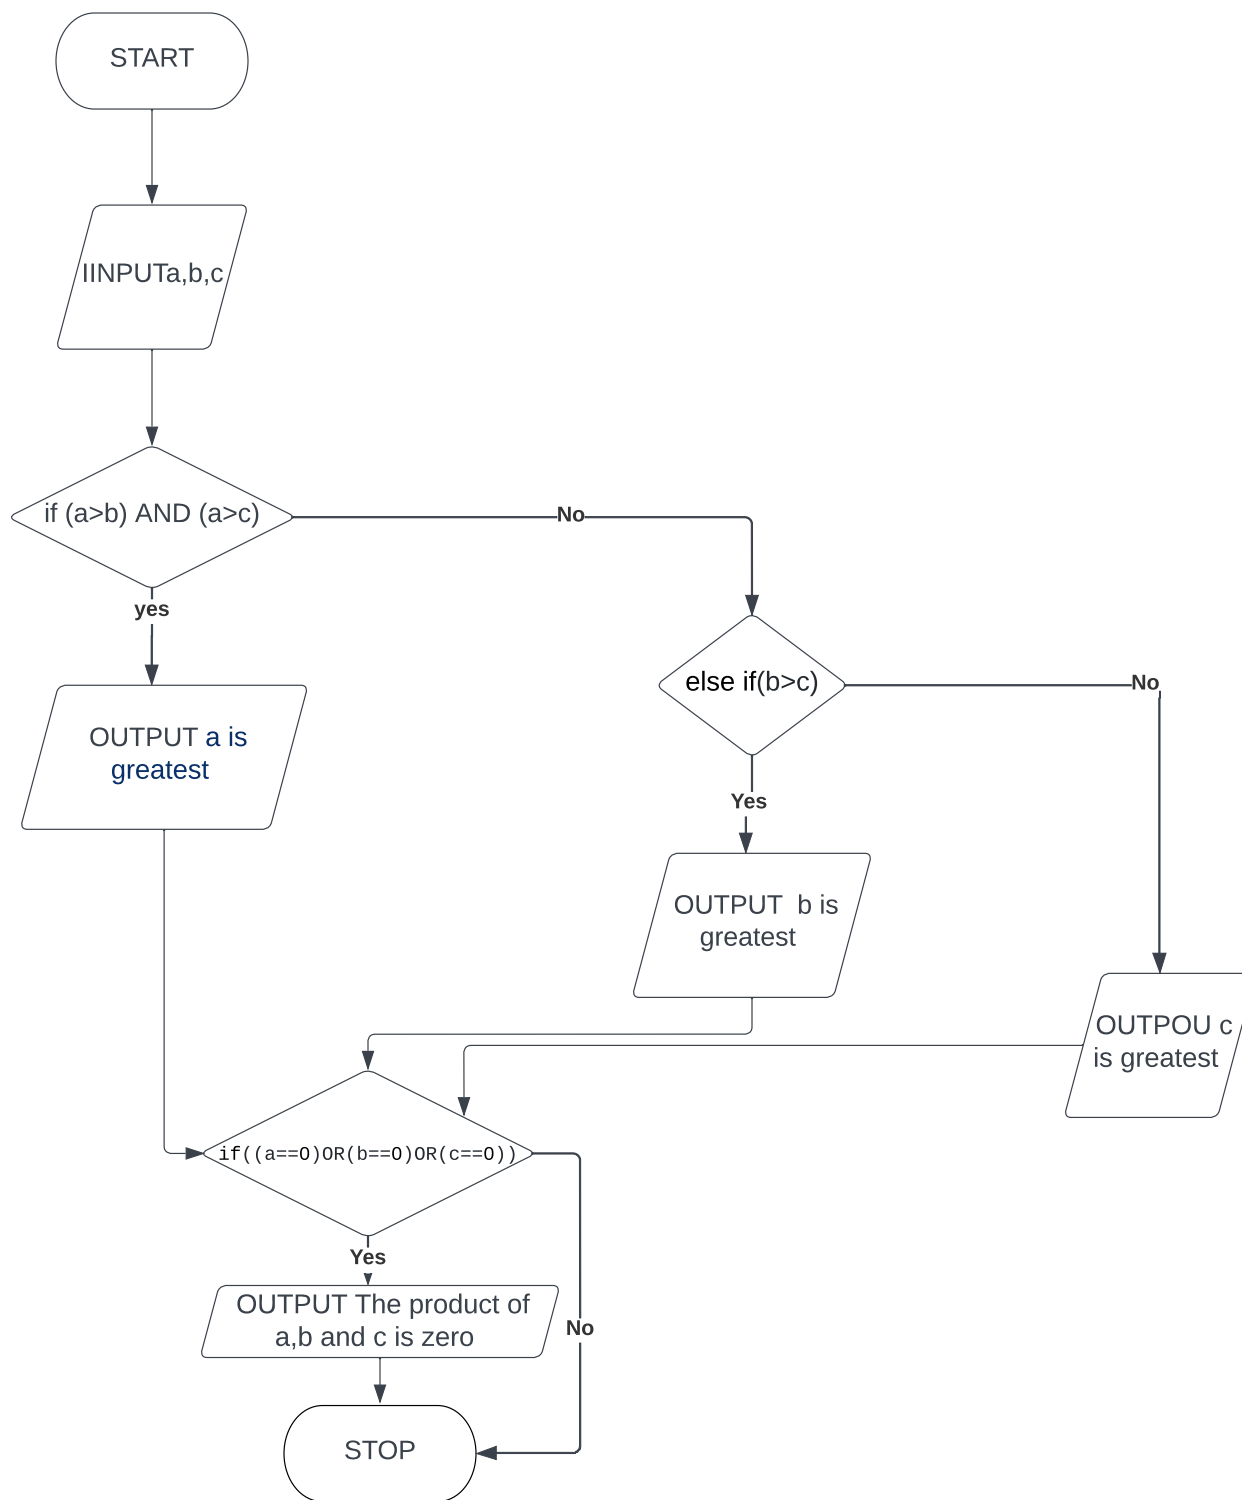 START
IINPUTa,b,c
if (a>b) AND (a>c)
No
yes
else if(b>c)
No
OUTPUT a is
greatest
Yes
OUTPUT  b is
greatest
OUTPOU c
is greatest
if((a==0)OR(b==0)OR(c==0))
Yes
OUTPUT The product of
a,b and c is zero
No
STOP